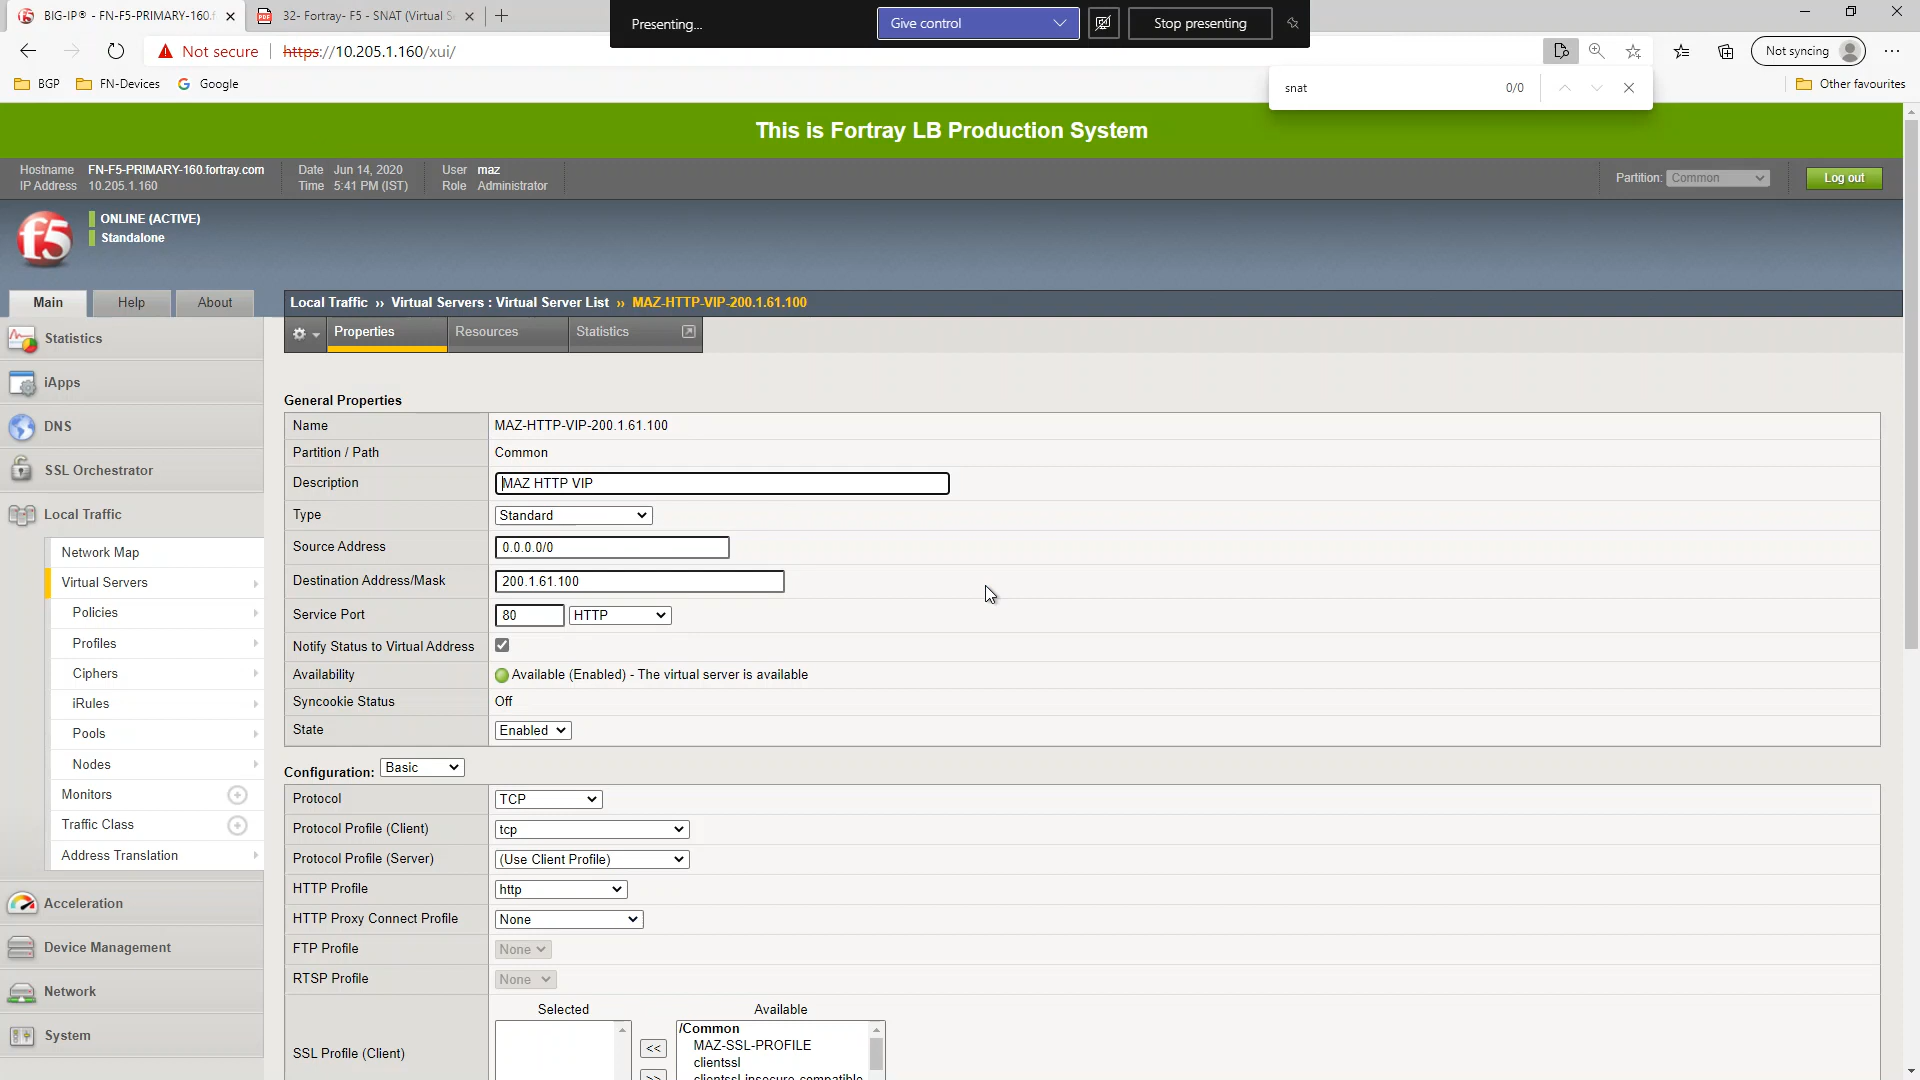 BIG-IP® - FN-F5-PRIMARY-160.f
32- Fortray- F5 - SNAT (Virtual S
Presenting...
Give control
Stop presenting
Not secure
https://10.205.1.160/xui/
Not syncing
BGP
FN-Devices
Google
snat
0/0
Other favourites
This is Fortray LB Production System
Hostname FN-F5-PRIMARY-160.fortray.com
IP Address 10.205.1.160
Date Jun 14, 2020
Time 5:41 PM (IST)
User maz
Role Administrator
Partition: Common
Log out
f5
ONLINE (ACTIVE)
Standalone
Main
Help
About
Local Traffic ›› Virtual Servers : Virtual Server List ›› MAZ-HTTP-VIP-200.1.61.100
Properties
Resources
Statistics
Statistics
iApps
DNS
SSL Orchestrator
Local Traffic
Network Map
Virtual Servers
Policies
Profiles
Ciphers
iRules
Pools
Nodes
Monitors
Traffic Class
Address Translation
Acceleration
Device Management
Network
System
General Properties
Name MAZ-HTTP-VIP-200.1.61.100
Partition / Path Common
Description MAZ HTTP VIP
Type Standard
Source Address 0.0.0.0/0
Destination Address/Mask 200.1.61.100
Service Port 80 HTTP
Notify Status to Virtual Address
Availability Available (Enabled) - The virtual server is available
Syncookie Status Off
State Enabled
Configuration: Basic
Protocol TCP
Protocol Profile (Client) tcp
Protocol Profile (Server) (Use Client Profile)
HTTP Profile http
HTTP Proxy Connect Profile None
FTP Profile None
RTSP Profile None
Selected Available
SSL Profile (Client)
<<
>>
/Common
MAZ-SSL-PROFILE
clientssl
clientssl-insecure-compatible